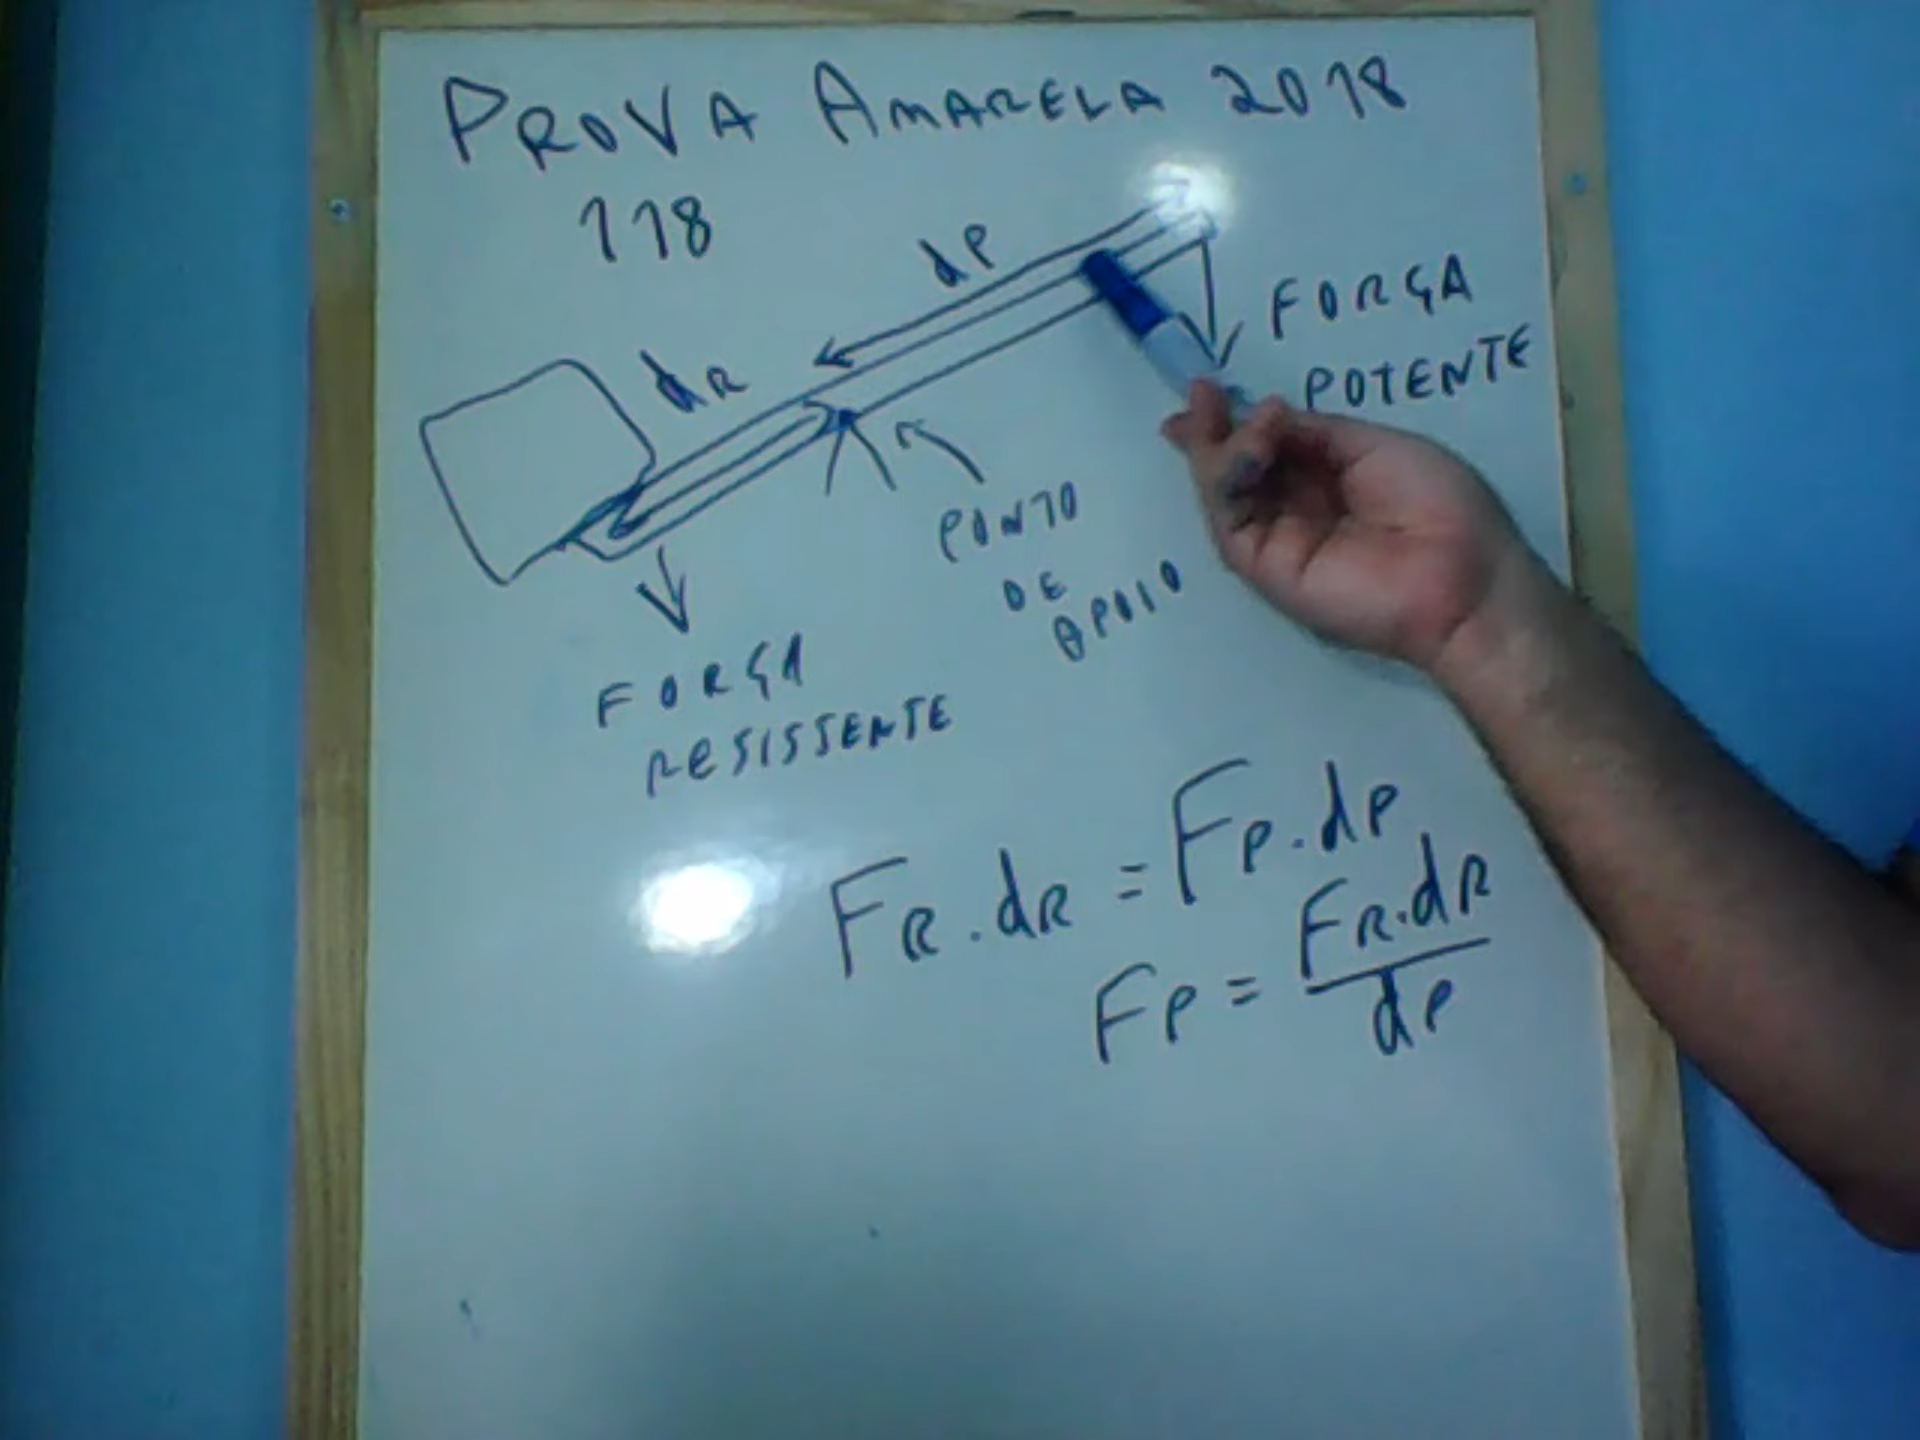 PROVA AMARELA 2018
118
dP
dR
FORÇA
POTENTE
PONTO
DE
APOIO
FORÇA
RESISTENTE
FR . dR = FP . dP
FP = FR . dR
dP